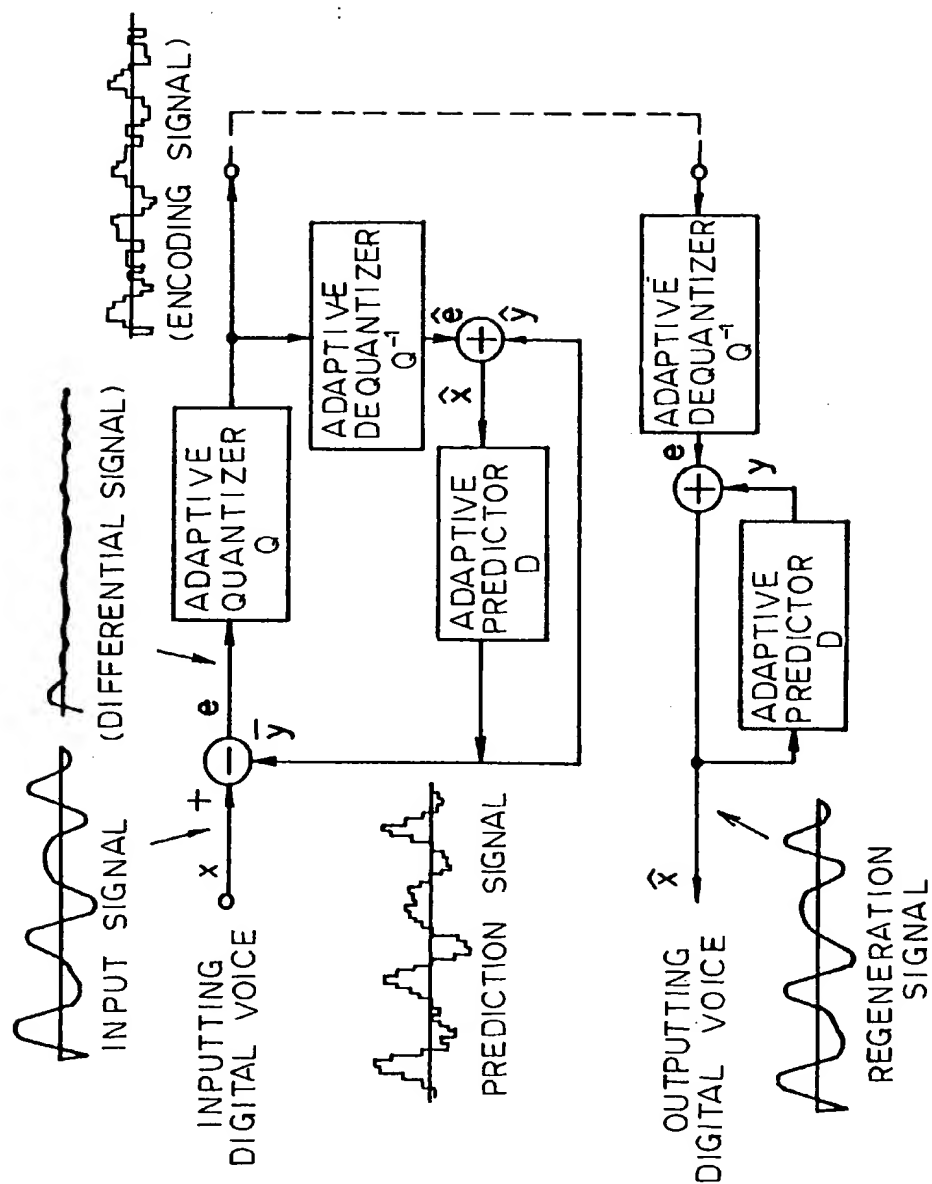 INPUT SIGNAL
(DIFFERENTIAL SIGNAL)
(ENCODING SIGNAL)
INPUTTING
DIGITAL VOICE
x
+
−
e
y̅
ADAPTIVE
QUANTIZER
Q
ADAPTIVE
DEQUANTIZER
Q⁻¹
ê
+
ŷ
x̂
ADAPTIVE
PREDICTOR
D
PREDICTION SIGNAL
OUTPUTTING
DIGITAL VOICE
x̂
+
e
y
ADAPTIVE
DEQUANTIZER
Q⁻¹
ADAPTIVE
PREDICTOR
D
REGENERATION
SIGNAL